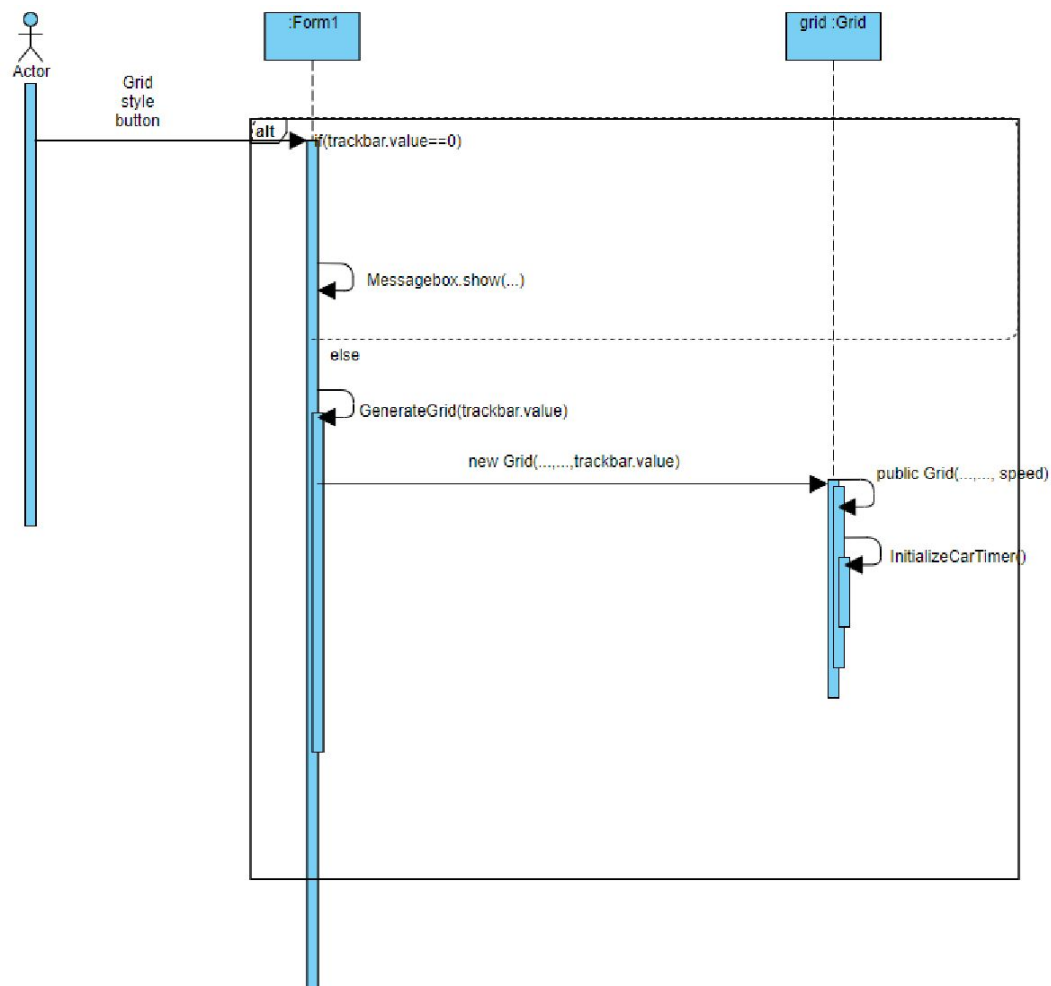 :Form1
grid :Grid
Actor
Grid
style
button
alt
if(trackbar.value==0)
Messagebox.show(...)
else
GenerateGrid(trackbar.value)
new Grid(...,...,trackbar.value)
public Grid(...,..., speed)
InitializeCarTimer()